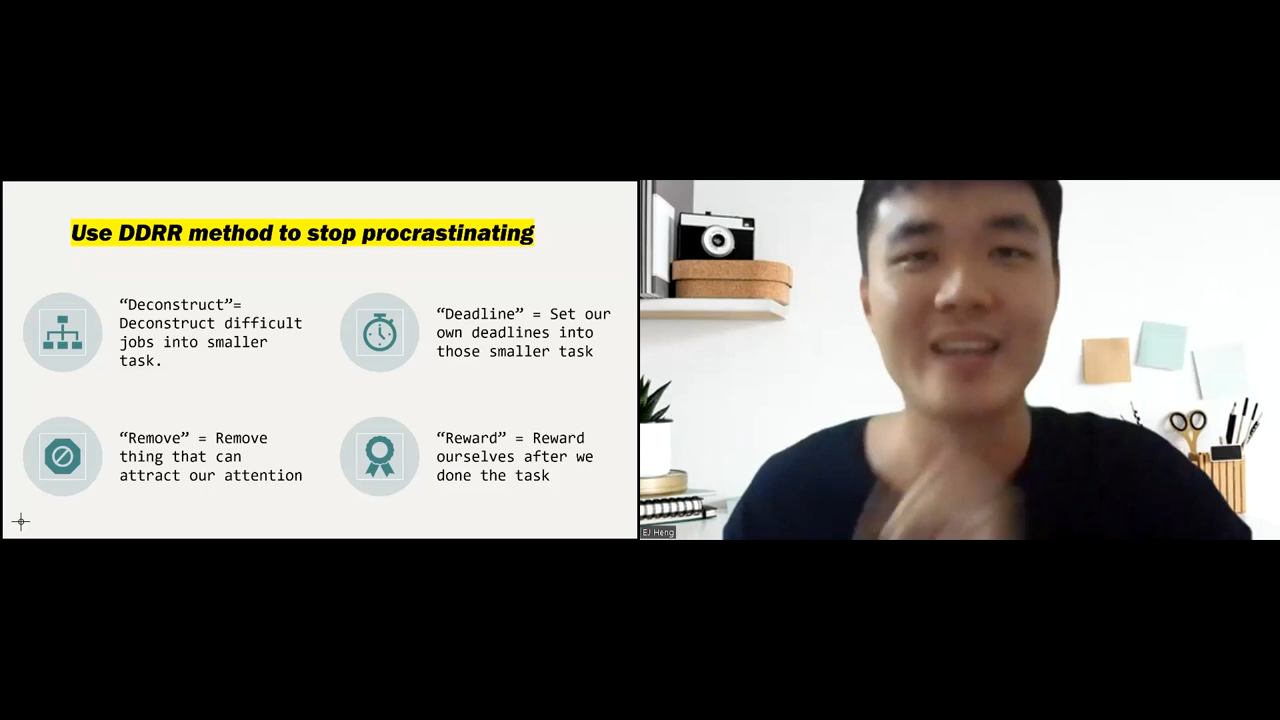 Use DDRR method to stop procrastinating
“Deconstruct”=
Deconstruct difficult
jobs into smaller
task.
“Deadline” = Set our
own deadlines into
those smaller task
“Remove” = Remove
thing that can
attract our attention
“Reward” = Reward
ourselves after we
done the task
EJ Heng